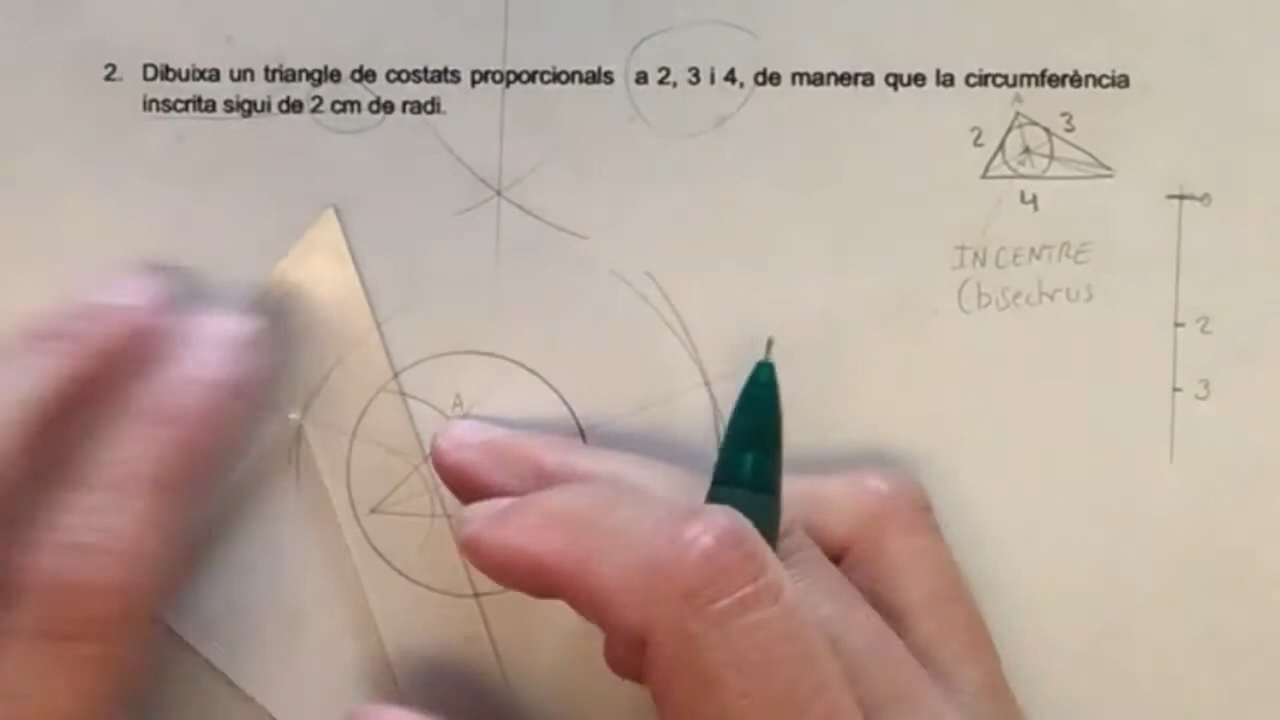 2. Dibuixa un triangle de costats proporcionals a 2, 3 i 4, de manera que la circumferència
inscrita sigui de 2 cm de radi.
A
2
3
4
0
INCENTRE
(bisectrius
2
3
A